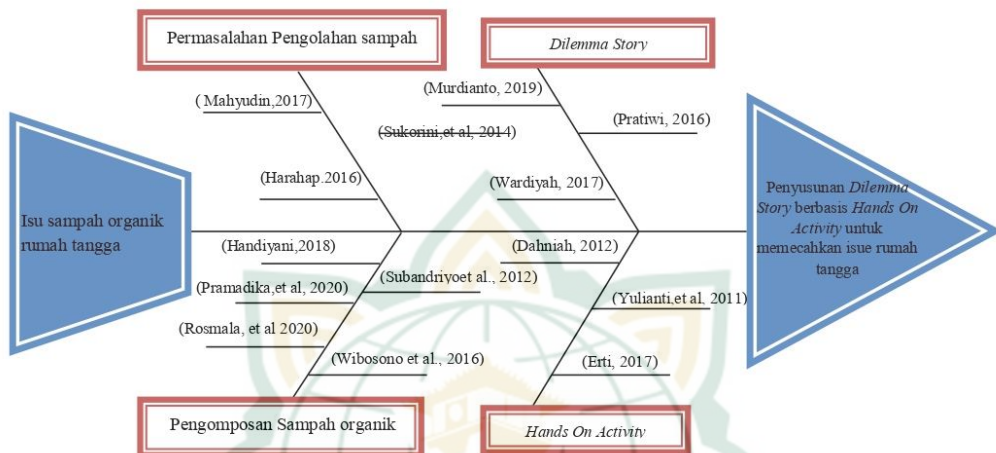 Permasalahan Pengolahan sampah
Dilemma Story
( Mahyudin,2017)
(Murdianto, 2019)
(Sukorini,et al, 2014)
(Pratiwi, 2016)
(Harahap.2016)
(Wardiyah, 2017)
Isu sampah organik
rumah tangga
Penyusunan Dilemma
Story berbasis Hands On
Activity untuk
memecahkan isue rumah
tangga
(Handiyani,2018)
(Dahniah, 2012)
(Pramadika,et al, 2020)
(Subandriyoet al., 2012)
(Yulianti,et al, 2011)
(Rosmala, et al 2020)
(Wibosono et al., 2016)
(Erti, 2017)
Pengomposan Sampah organik
Hands On Activity